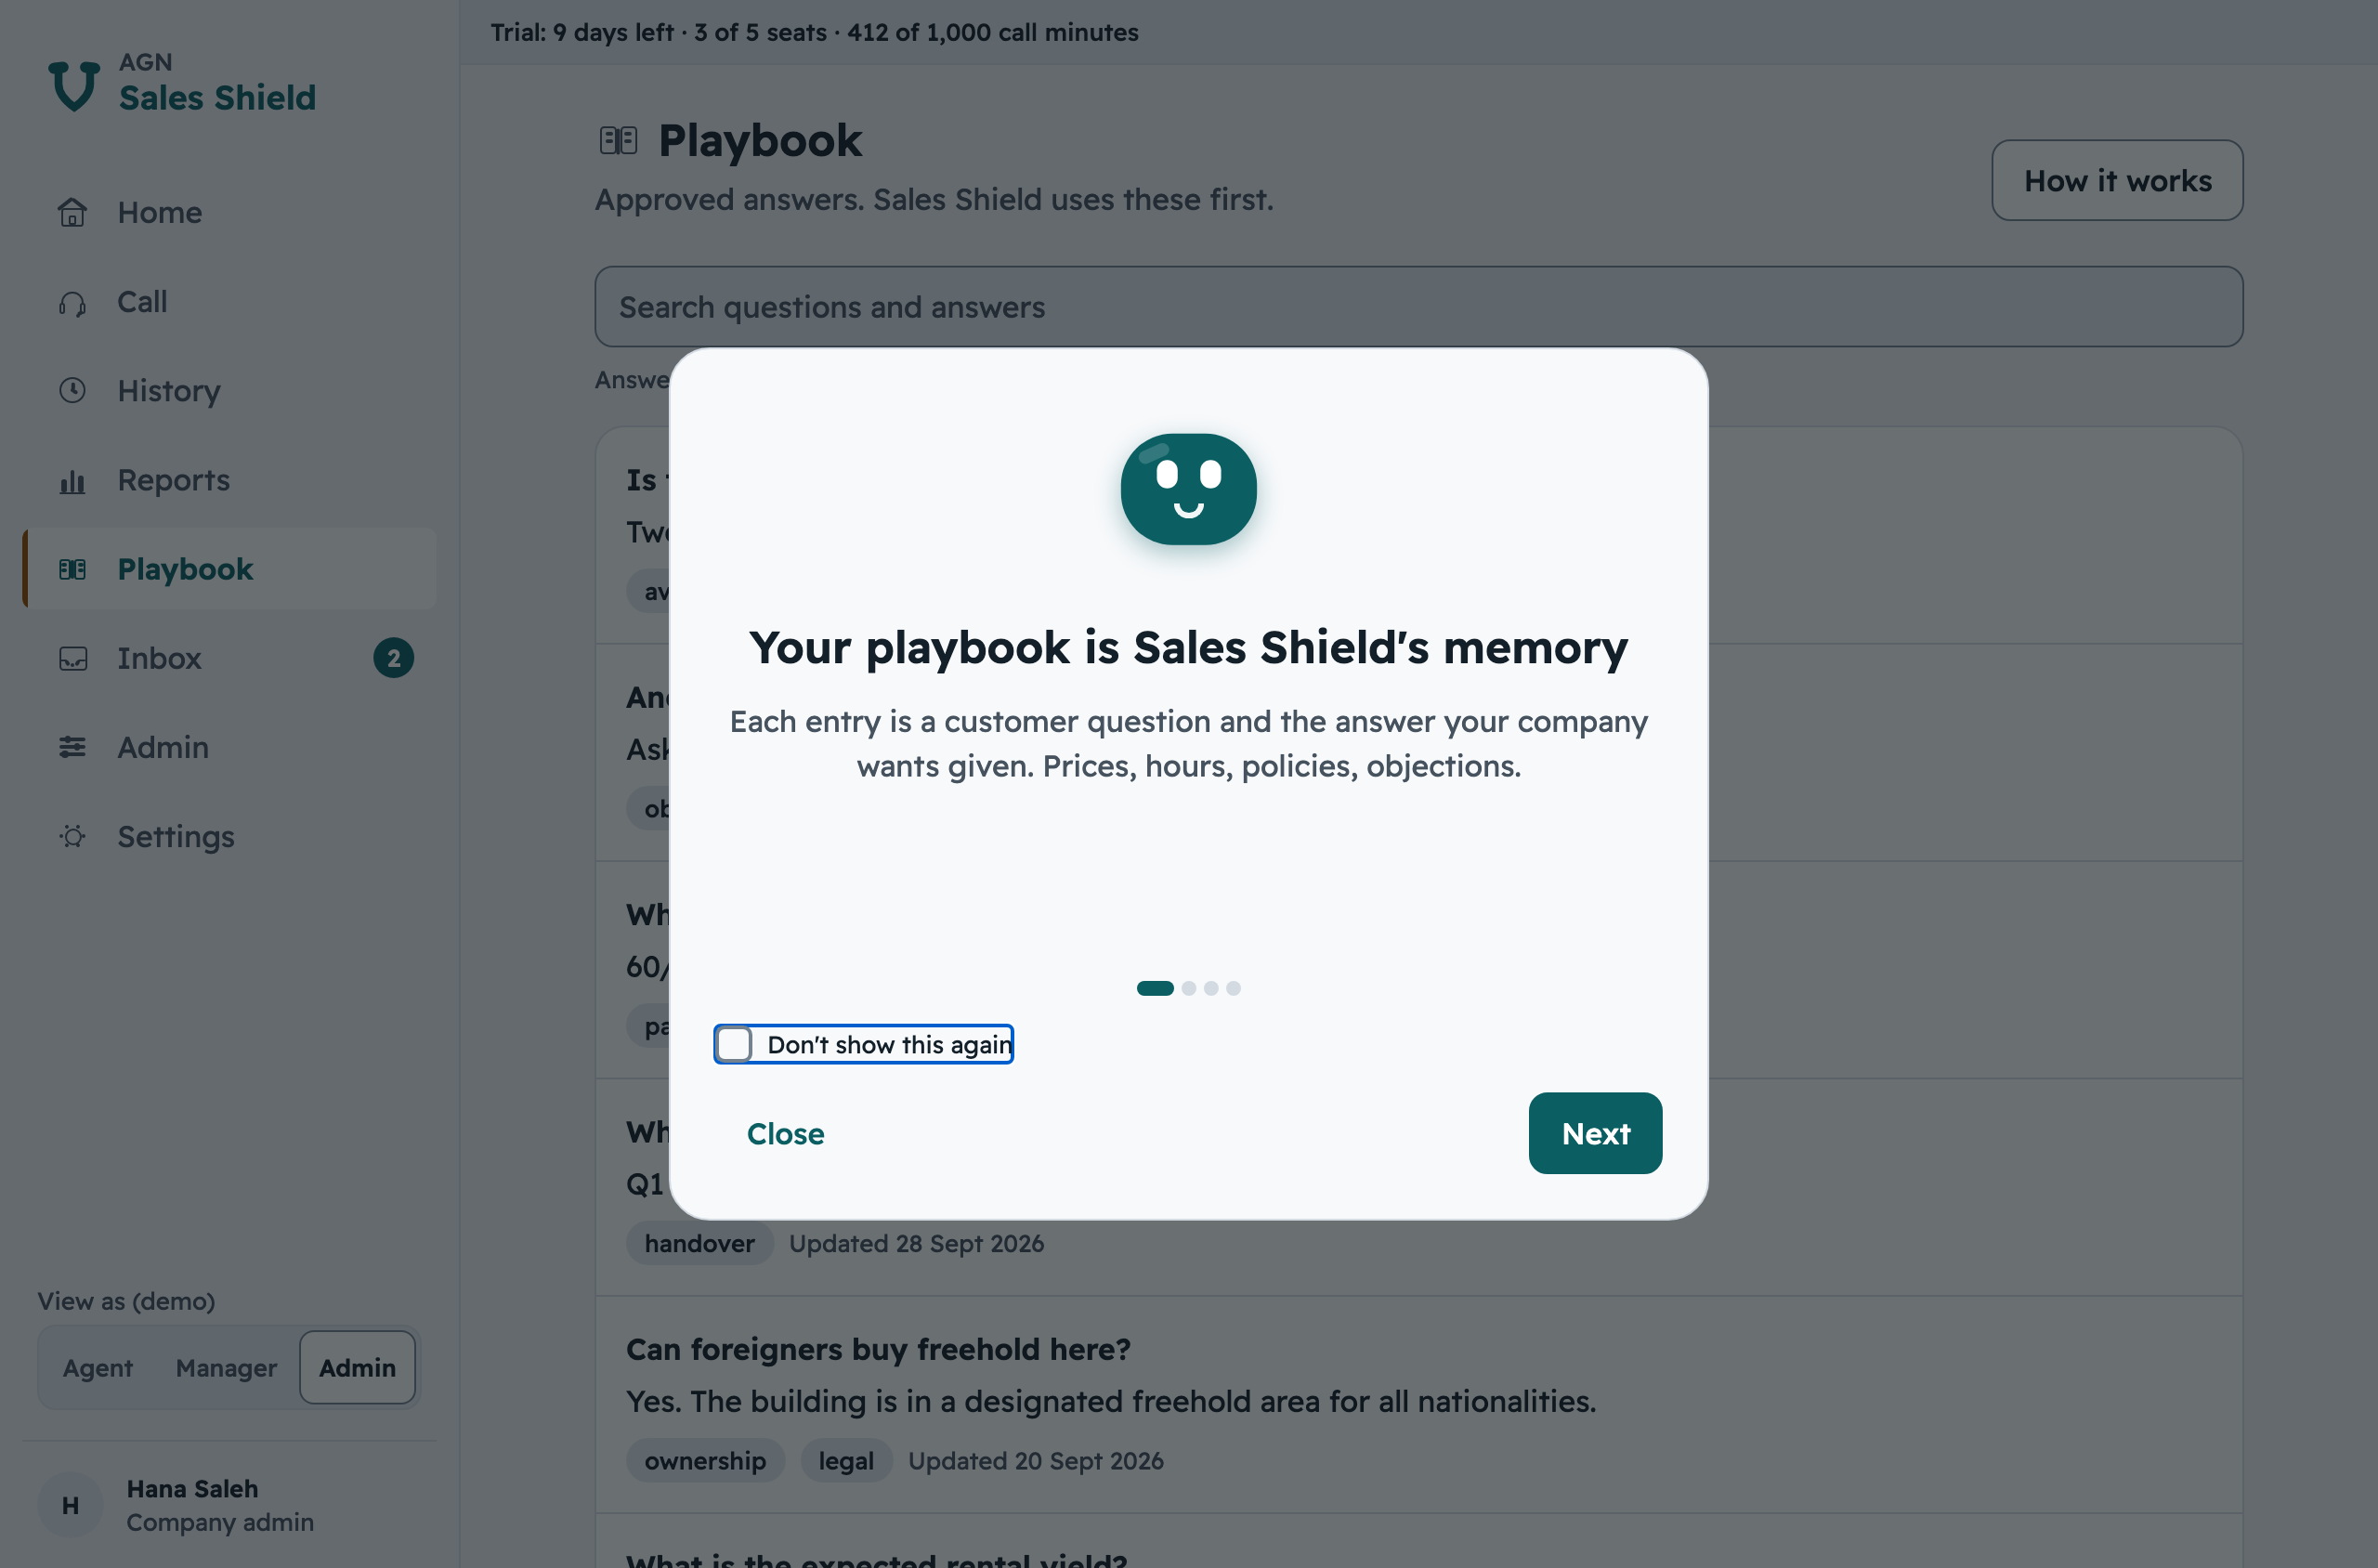 AGN
Sales Shield
Home
Call
History
Reports
Playbook
Inbox
2
Admin
Settings
View as (demo)
Agent
Manager
Admin
H
Hana Saleh
Company admin
Trial: 9 days left · 3 of 5 seats · 412 of 1,000 call minutes
Playbook
Approved answers. Sales Shield uses these first.
How it works
Search questions and answers
Is
Your playbook is Sales Shield's memory
Each entry is a customer question and the answer your company
wants given. Prices, hours, policies, objections.
Don't show this again
Close
Next
Q1
handover
Updated 28 Sept 2026
Can foreigners buy freehold here?
Yes. The building is in a designated freehold area for all nationalities.
ownership
legal
Updated 20 Sept 2026
What is the expected rental yield?